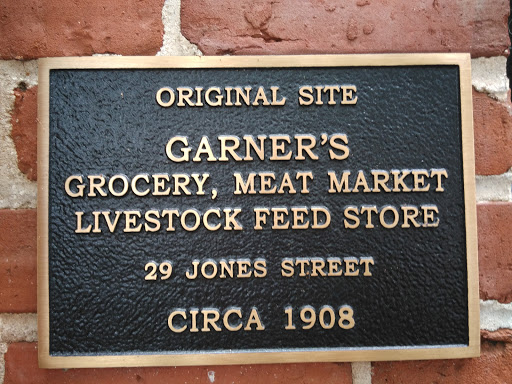 ORIGINAL SITE
GARNER'S
GROCERY, MEAT MARKET
LIVESTOCK FEED STORE
29 JONES STREET
CIRCA 1908